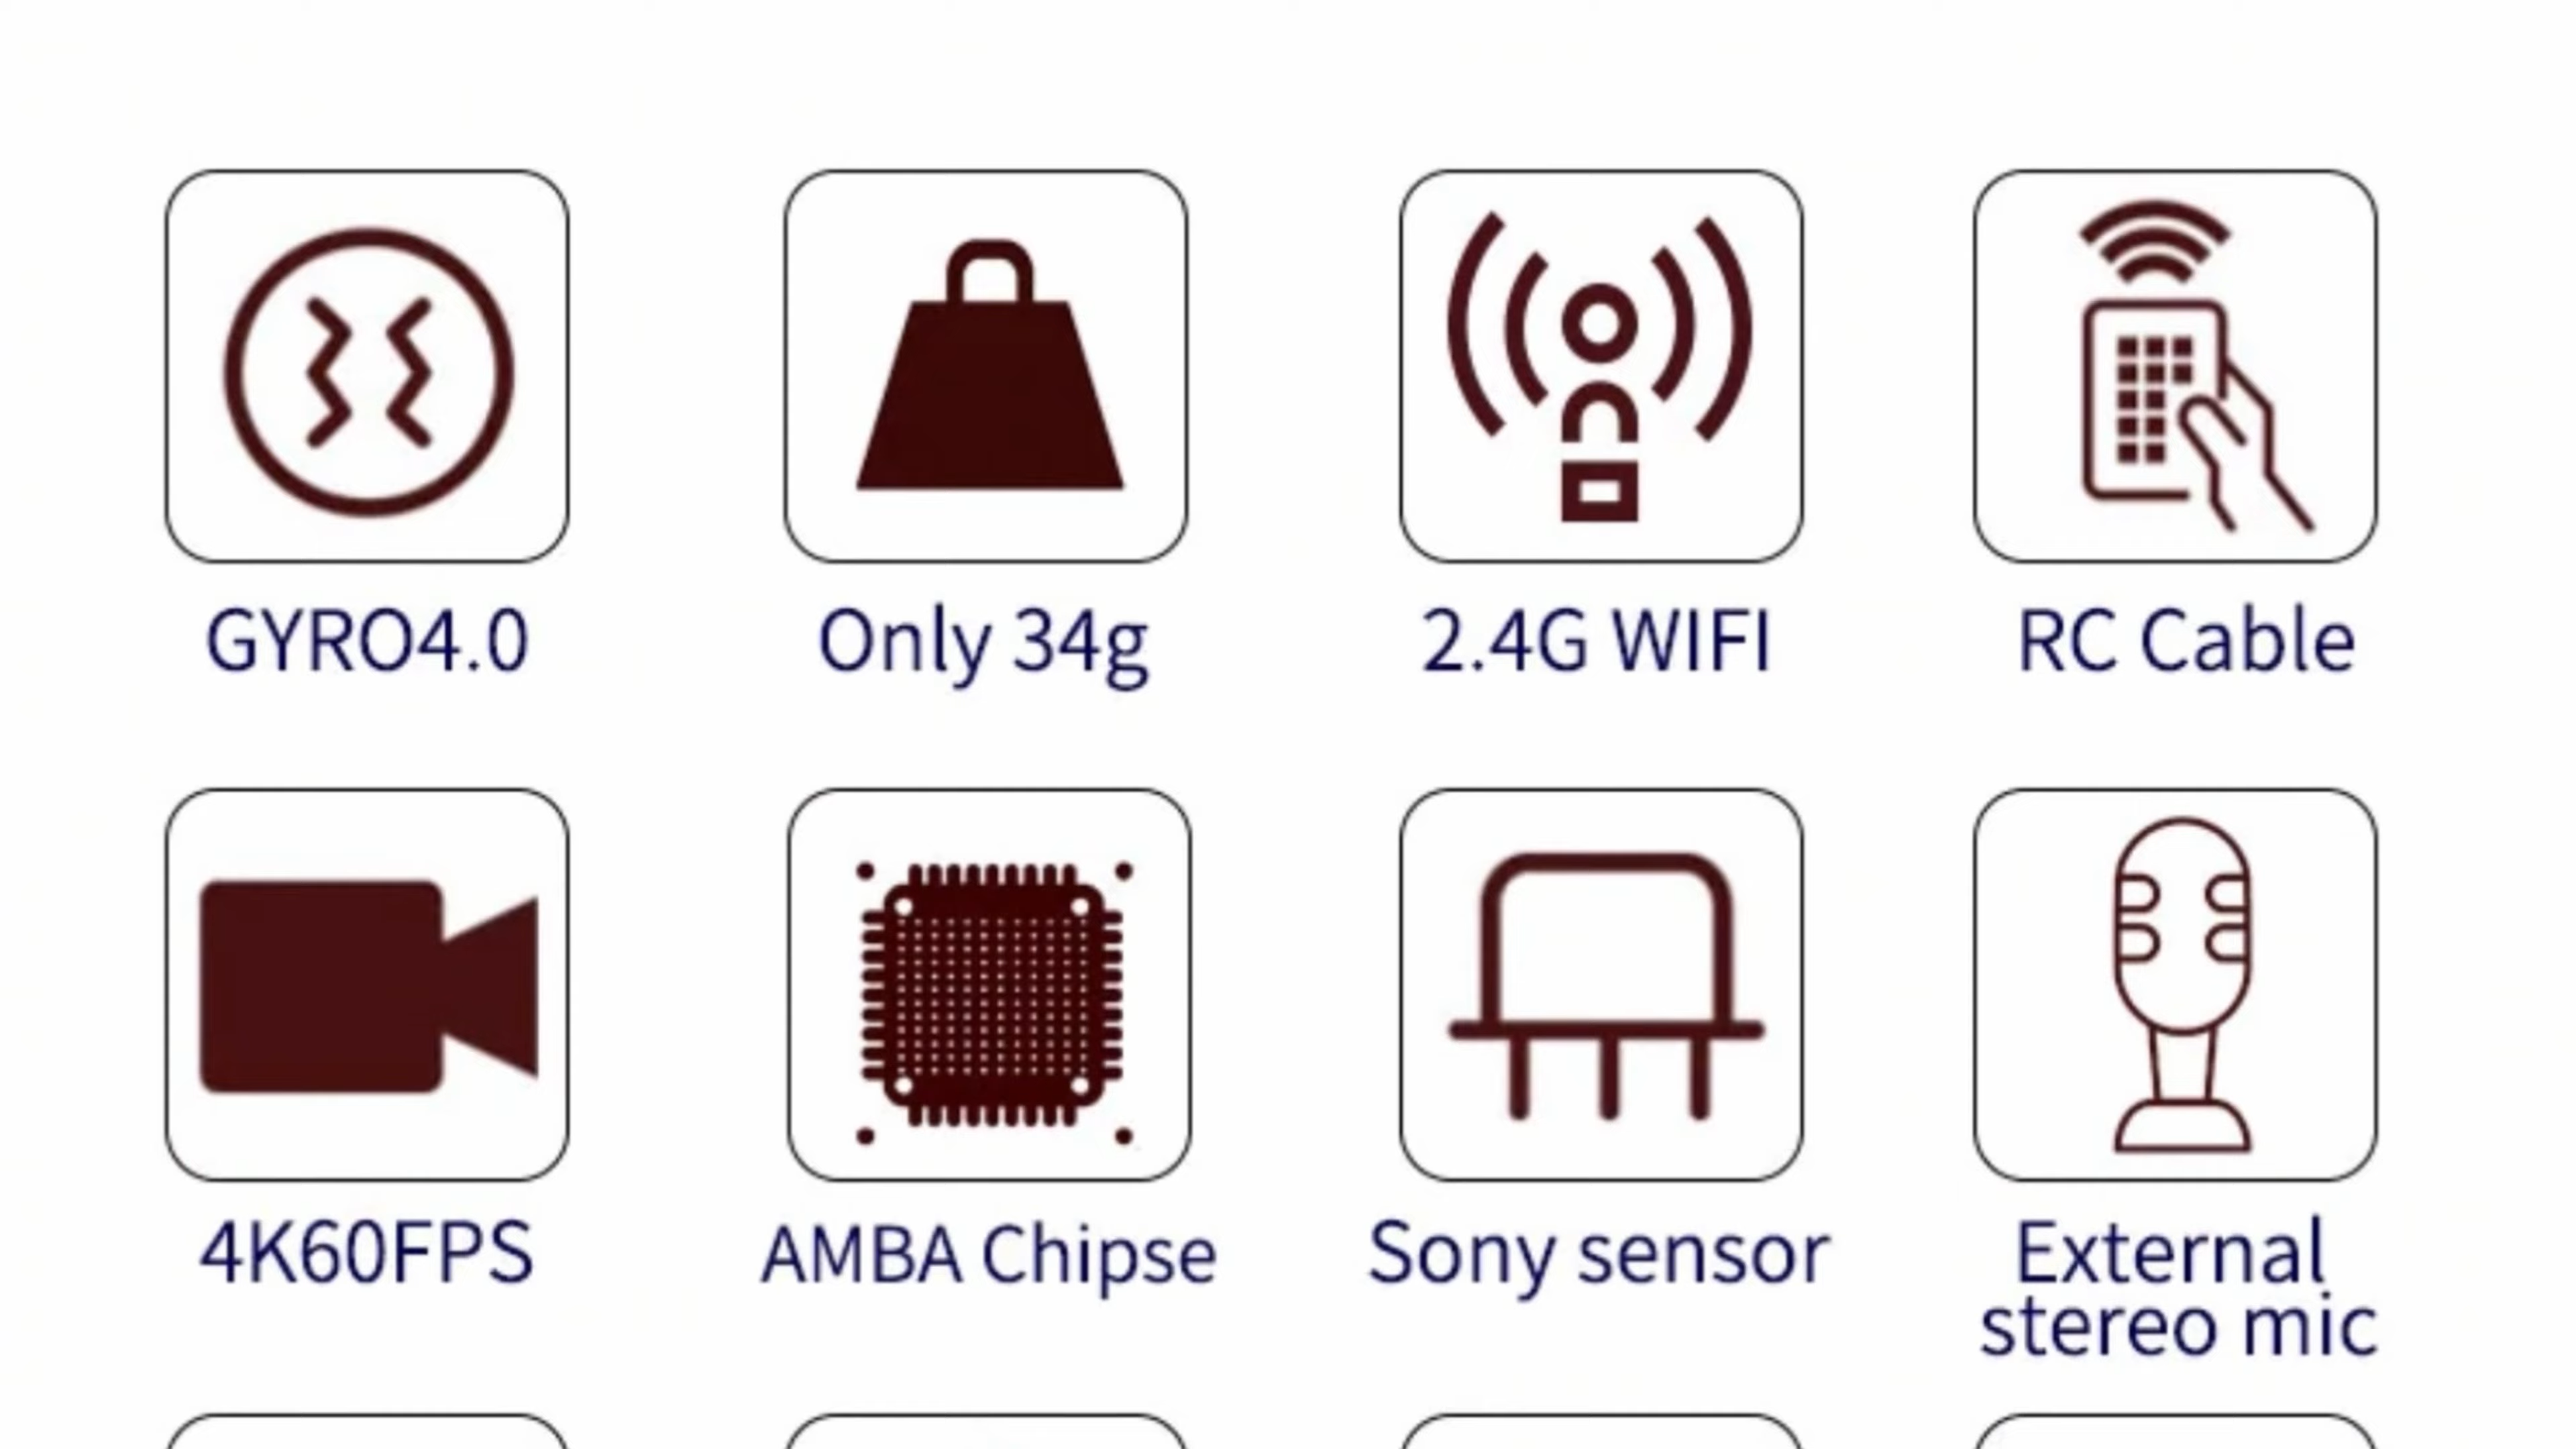 GYRO4.0
Only 34g
2.4G WIFI
RC Cable
4K60FPS
AMBA Chipse
Sony sensor
External
stereo mic